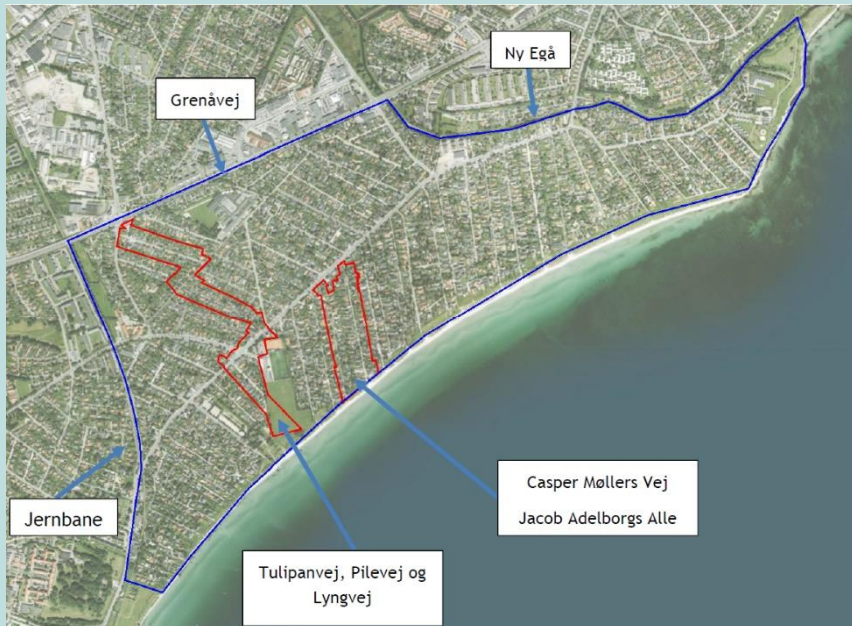 Ny Egå
Grenåvej
Casper Møllers Vej
Jacob Adelborgs Alle
Jernbane
Tulipanvej, Pilevej og
Lyngvej